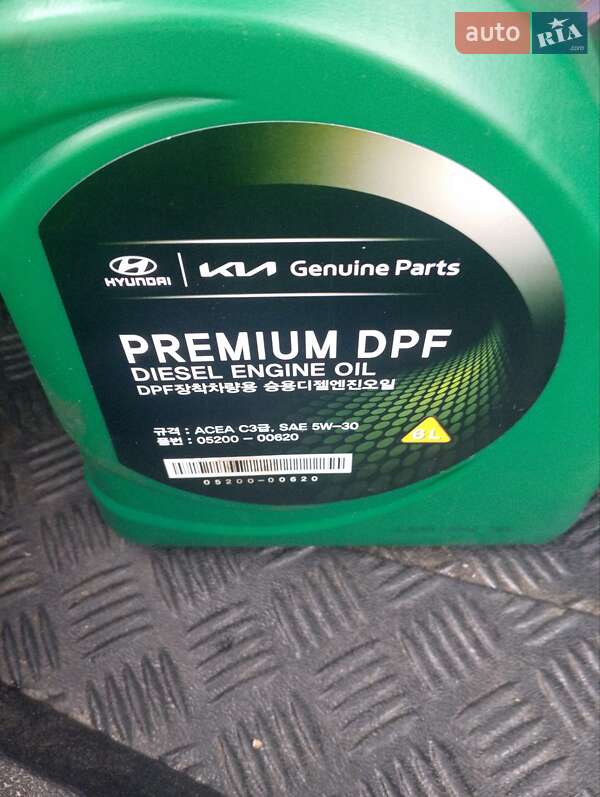 auto RIA .com
HYUNDAI | KIA Genuine Parts
PREMIUM DPF
DIESEL ENGINE OIL
DPF장착차량용 승용디젤엔진오일
규격 : ACEA C3급, SAE 5W-30
품번 : 05200 - 00620
6L
05200-00620